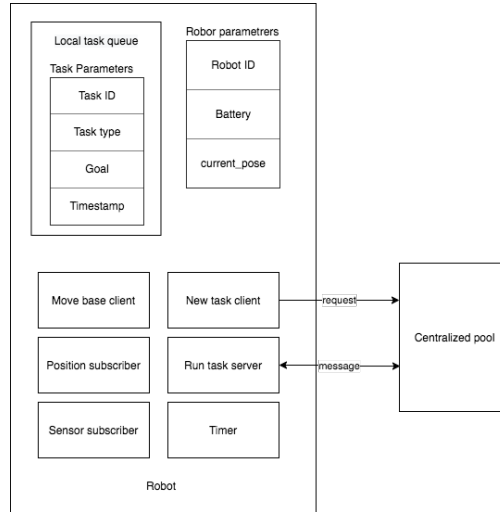 Local task queue
Task Parameters
Task ID
Task type
Goal
Timestamp
Robor parametrers
Robot ID
Battery
current_pose
Move base client
New task client
request
Centralized pool
Position subscriber
Run task server
message
Sensor subscriber
Timer
Robot